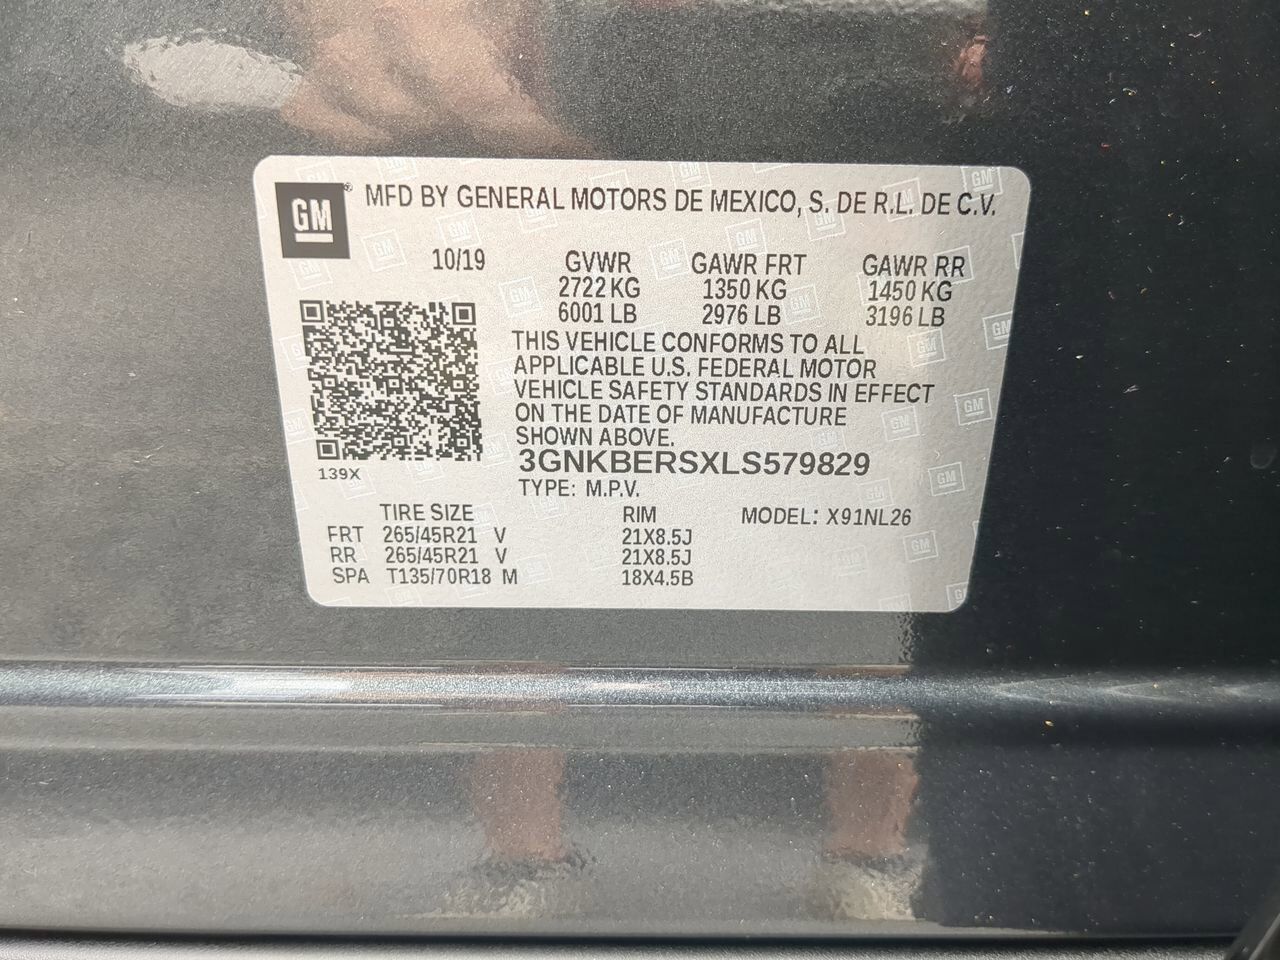 GM® MFD BY GENERAL MOTORS DE MEXICO, S. DE R.L. DE C.V.
10/19 GVWR GAWR FRT GAWR RR
2722 KG 1350 KG 1450 KG
6001 LB 2976 LB 3196 LB
THIS VEHICLE CONFORMS TO ALL
APPLICABLE U.S. FEDERAL MOTOR
VEHICLE SAFETY STANDARDS IN EFFECT
ON THE DATE OF MANUFACTURE
SHOWN ABOVE.
3GNKBERSXLS579829
139X
TYPE: M.P.V.
TIRE SIZE RIM MODEL: X91NL26
FRT 265/45R21 V 21X8.5J
RR 265/45R21 V 21X8.5J
SPA T135/70R18 M 18X4.5B